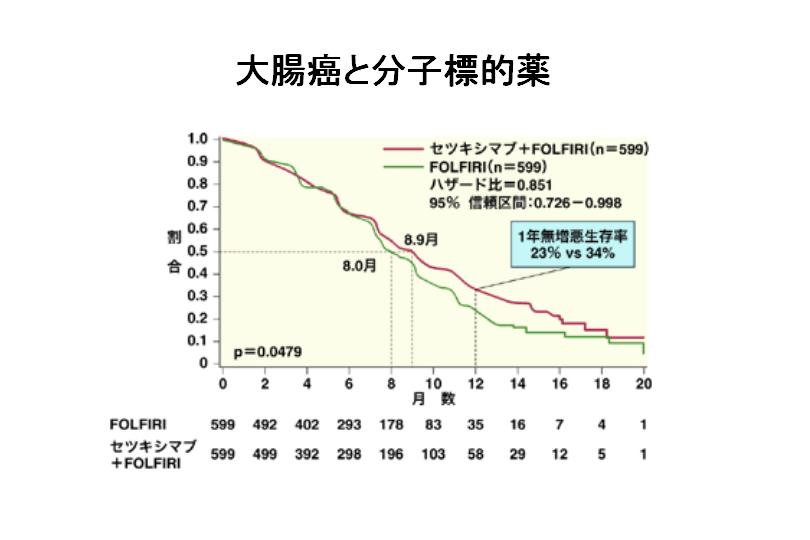 大腸癌と分子標的薬
セツキシマブ＋FOLFIRI（n＝599）
FOLFIRI（n＝599）
ハザード比＝0.851
95% 信頼区間：0.726－0.998
1年無増悪生存率
23% vs 34%
8.9月
8.0月
p＝0.0479
割合
1.0
0.9
0.8
0.7
0.6
0.5
0.4
0.3
0.2
0.1
0
0 2 4 6 8 10 12 14 16 18 20
月 数
FOLFIRI 599 492 402 293 178 83 35 16 7 4 1
セツキシマブ
＋FOLFIRI 599 499 392 298 196 103 58 29 12 5 1